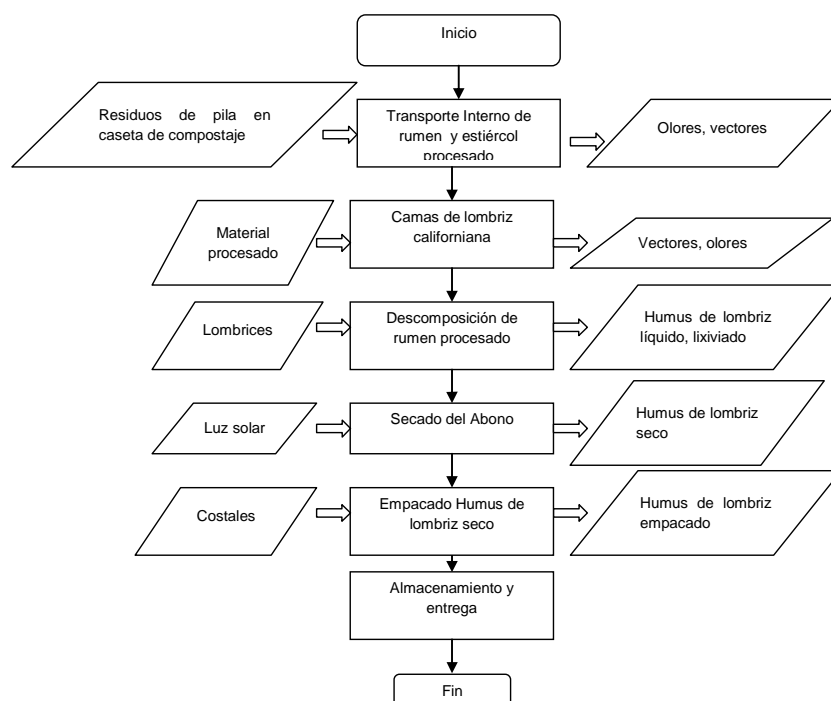 Inicio
Residuos de pila en
caseta de compostaje
Transporte Interno de
rumen y estiércol
procesado
Olores, vectores
Material
procesado
Camas de lombriz
californiana
Vectores, olores
Lombrices
Descomposición de
rumen procesado
Humus de lombriz
líquido, lixiviado
Luz solar
Secado del Abono
Humus de lombriz
seco
Costales
Empacado Humus de
lombriz seco
Humus de lombriz
empacado
Almacenamiento y
entrega
Fin